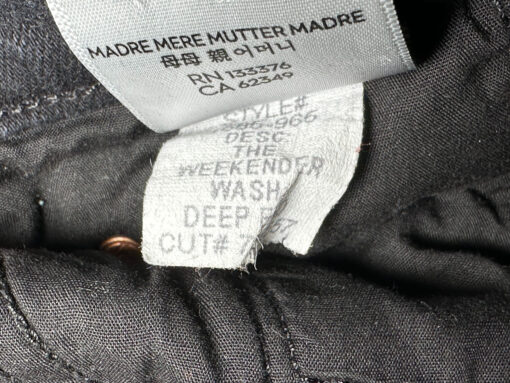 MADRE MERE MUTTER MADRE
母母 親 어머니
RN 133376
CA 62349
STYLE#
DESC
THE
WEEKENDER
WASH
DEEP
CUT# 7